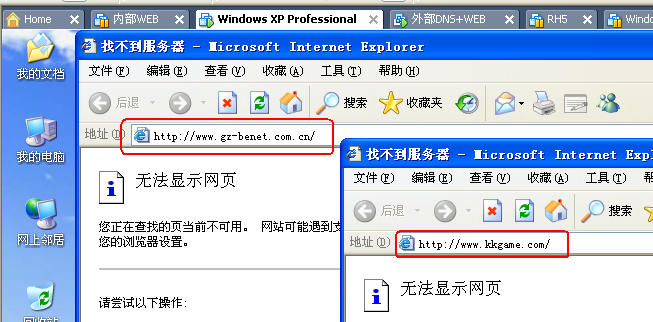 Home 内部WEB Windows XP Professional 外部DNS+WEB RH5 Window
我的文档
我的电脑
网上邻居
回收站
找不到服务器 - Microsoft Internet Explorer
文件(F) 编辑(E) 查看(V) 收藏(A) 工具(T) 帮助(H)
后退 搜索 收藏夹
地址(D) http://www.gz-benet.com.cn/
无法显示网页
您正在查找的页当前不可用。 网站可能遇到支
您的浏览器设置。
请尝试以下操作:
找不到服务器 - Microsoft Internet Expl
文件(F) 编辑(E) 查看(V) 收藏(A) 工具(T)
后退 搜索
地址(D) http://www.kkgame.com/
无法显示网页